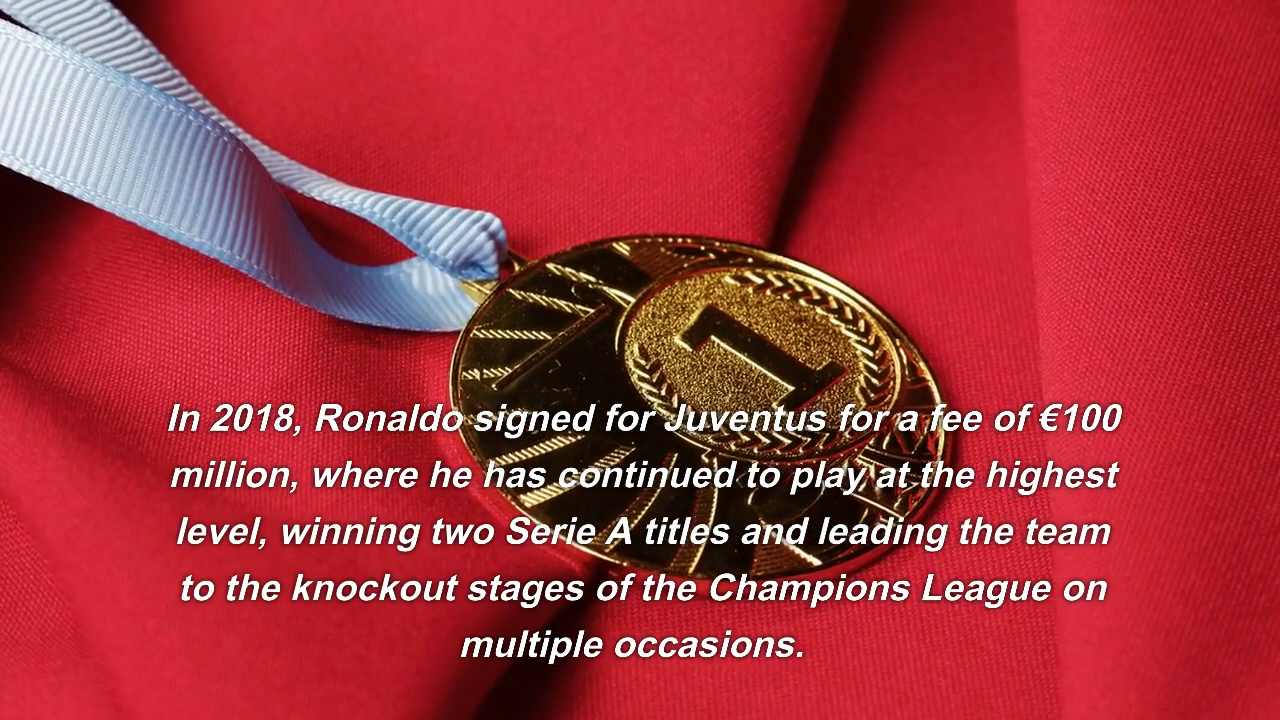 1
In 2018, Ronaldo signed for Juventus for a fee of €100
million, where he has continued to play at the highest
level, winning two Serie A titles and leading the team
to the knockout stages of the Champions League on
multiple occasions.